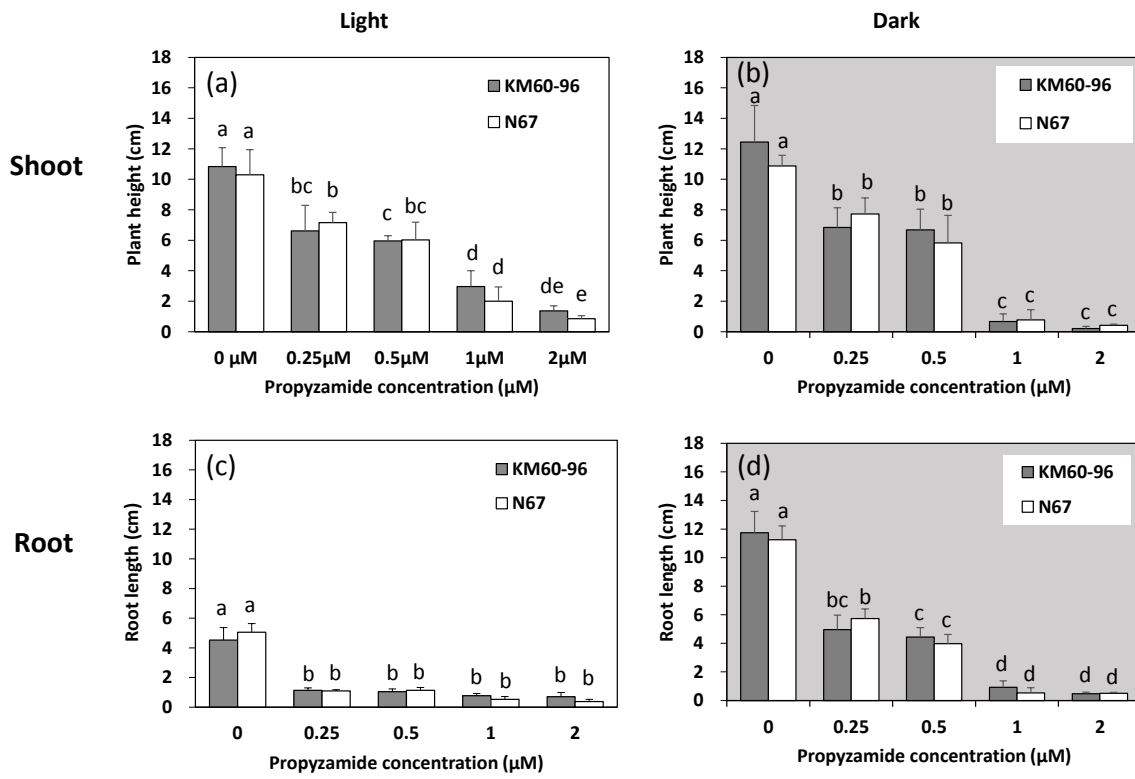 Light
Dark
Shoot
Root
(a)
Plant height (cm)
18
16
14
12
10
8
6
4
2
0
KM60-96
N67
a a
bc b
c bc
d d
de e
0 μM 0.25μM 0.5μM 1μM 2μM
Propyzamide concentration (μM)
(b)
Plant height (cm)
18
16
14
12
10
8
6
4
2
0
KM60-96
N67
a a
b b
b b
c c
c c
0 0.25 0.5 1 2
Propyzamide concentration (μM)
(c)
Root length (cm)
18
16
14
12
10
8
6
4
2
0
KM60-96
N67
a a
b b
b b
b b
b b
0 0.25 0.5 1 2
Propyzamide concentration (μM)
(d)
Root length (cm)
18
16
14
12
10
8
6
4
2
0
KM60-96
N67
a a
bc b
c c
d d
d d
0 0.25 0.5 1 2
Propyzamide concentration (μM)